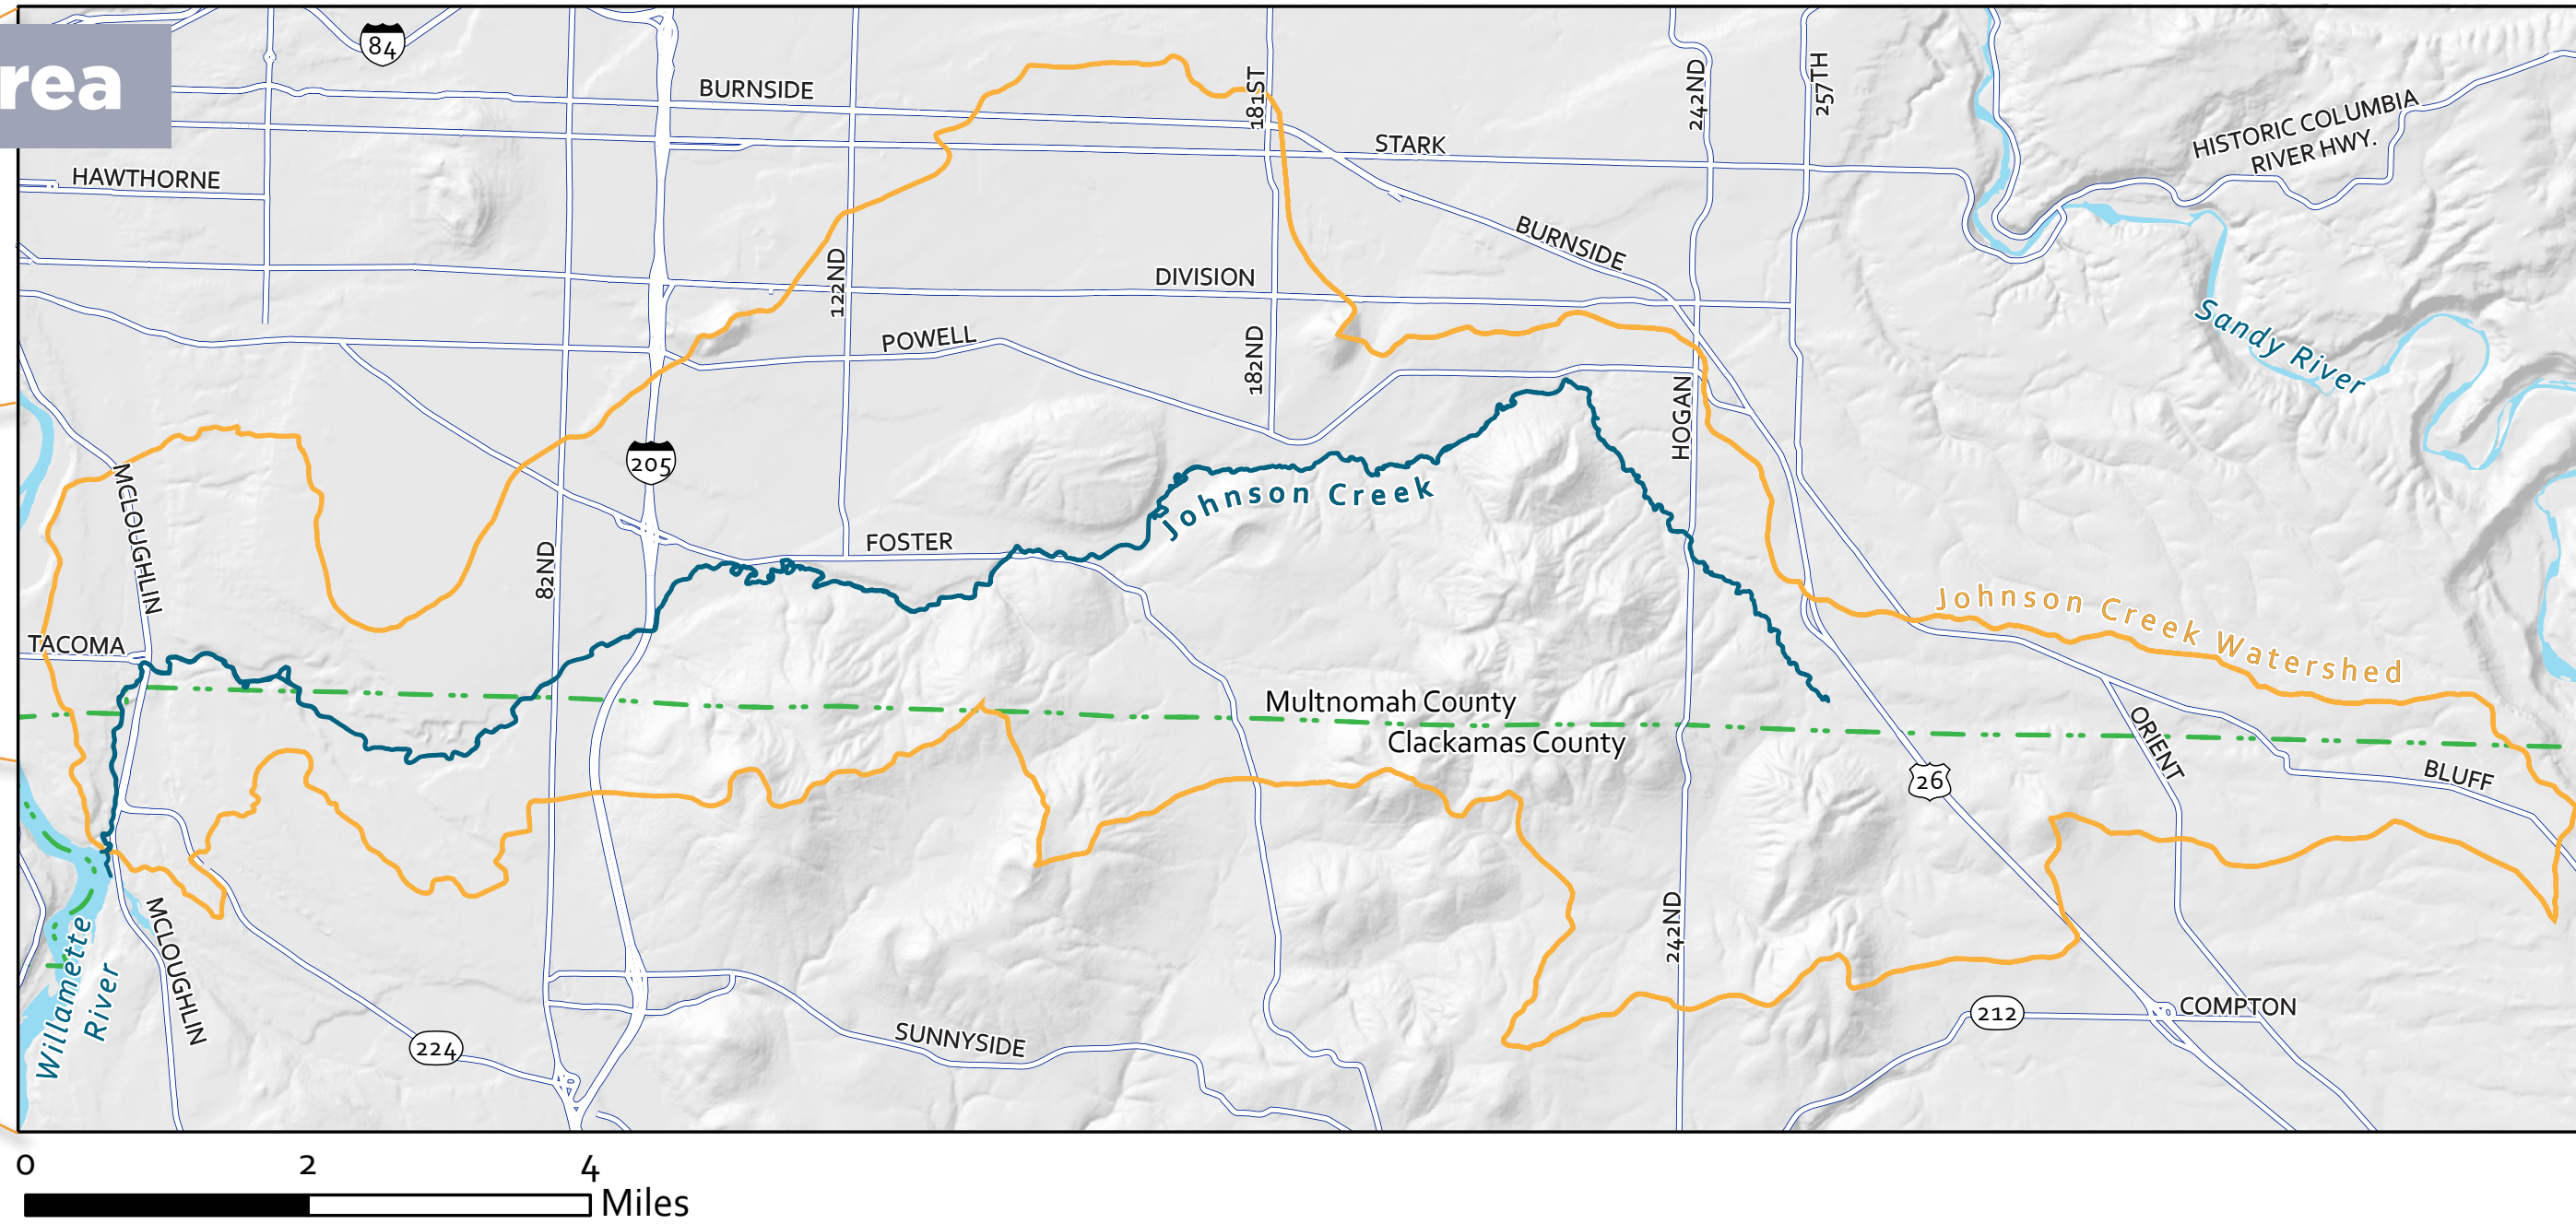 rea
84
BURNSIDE
181ST
242ND
257TH
HISTORIC COLUMBIA
RIVER HWY.
STARK
HAWTHORNE
BURNSIDE
122ND
DIVISION
Sandy River
POWELL
182ND
HOGAN
205
MCLOUGHLIN
Johnson Creek
FOSTER
82ND
Johnson Creek Watershed
TACOMA
Multnomah County
Clackamas County
ORIENT
26
BLUFF
MCLOUGHLIN
242ND
Willamette
River
212
COMPTON
224
SUNNYSIDE
0 2 4
Miles